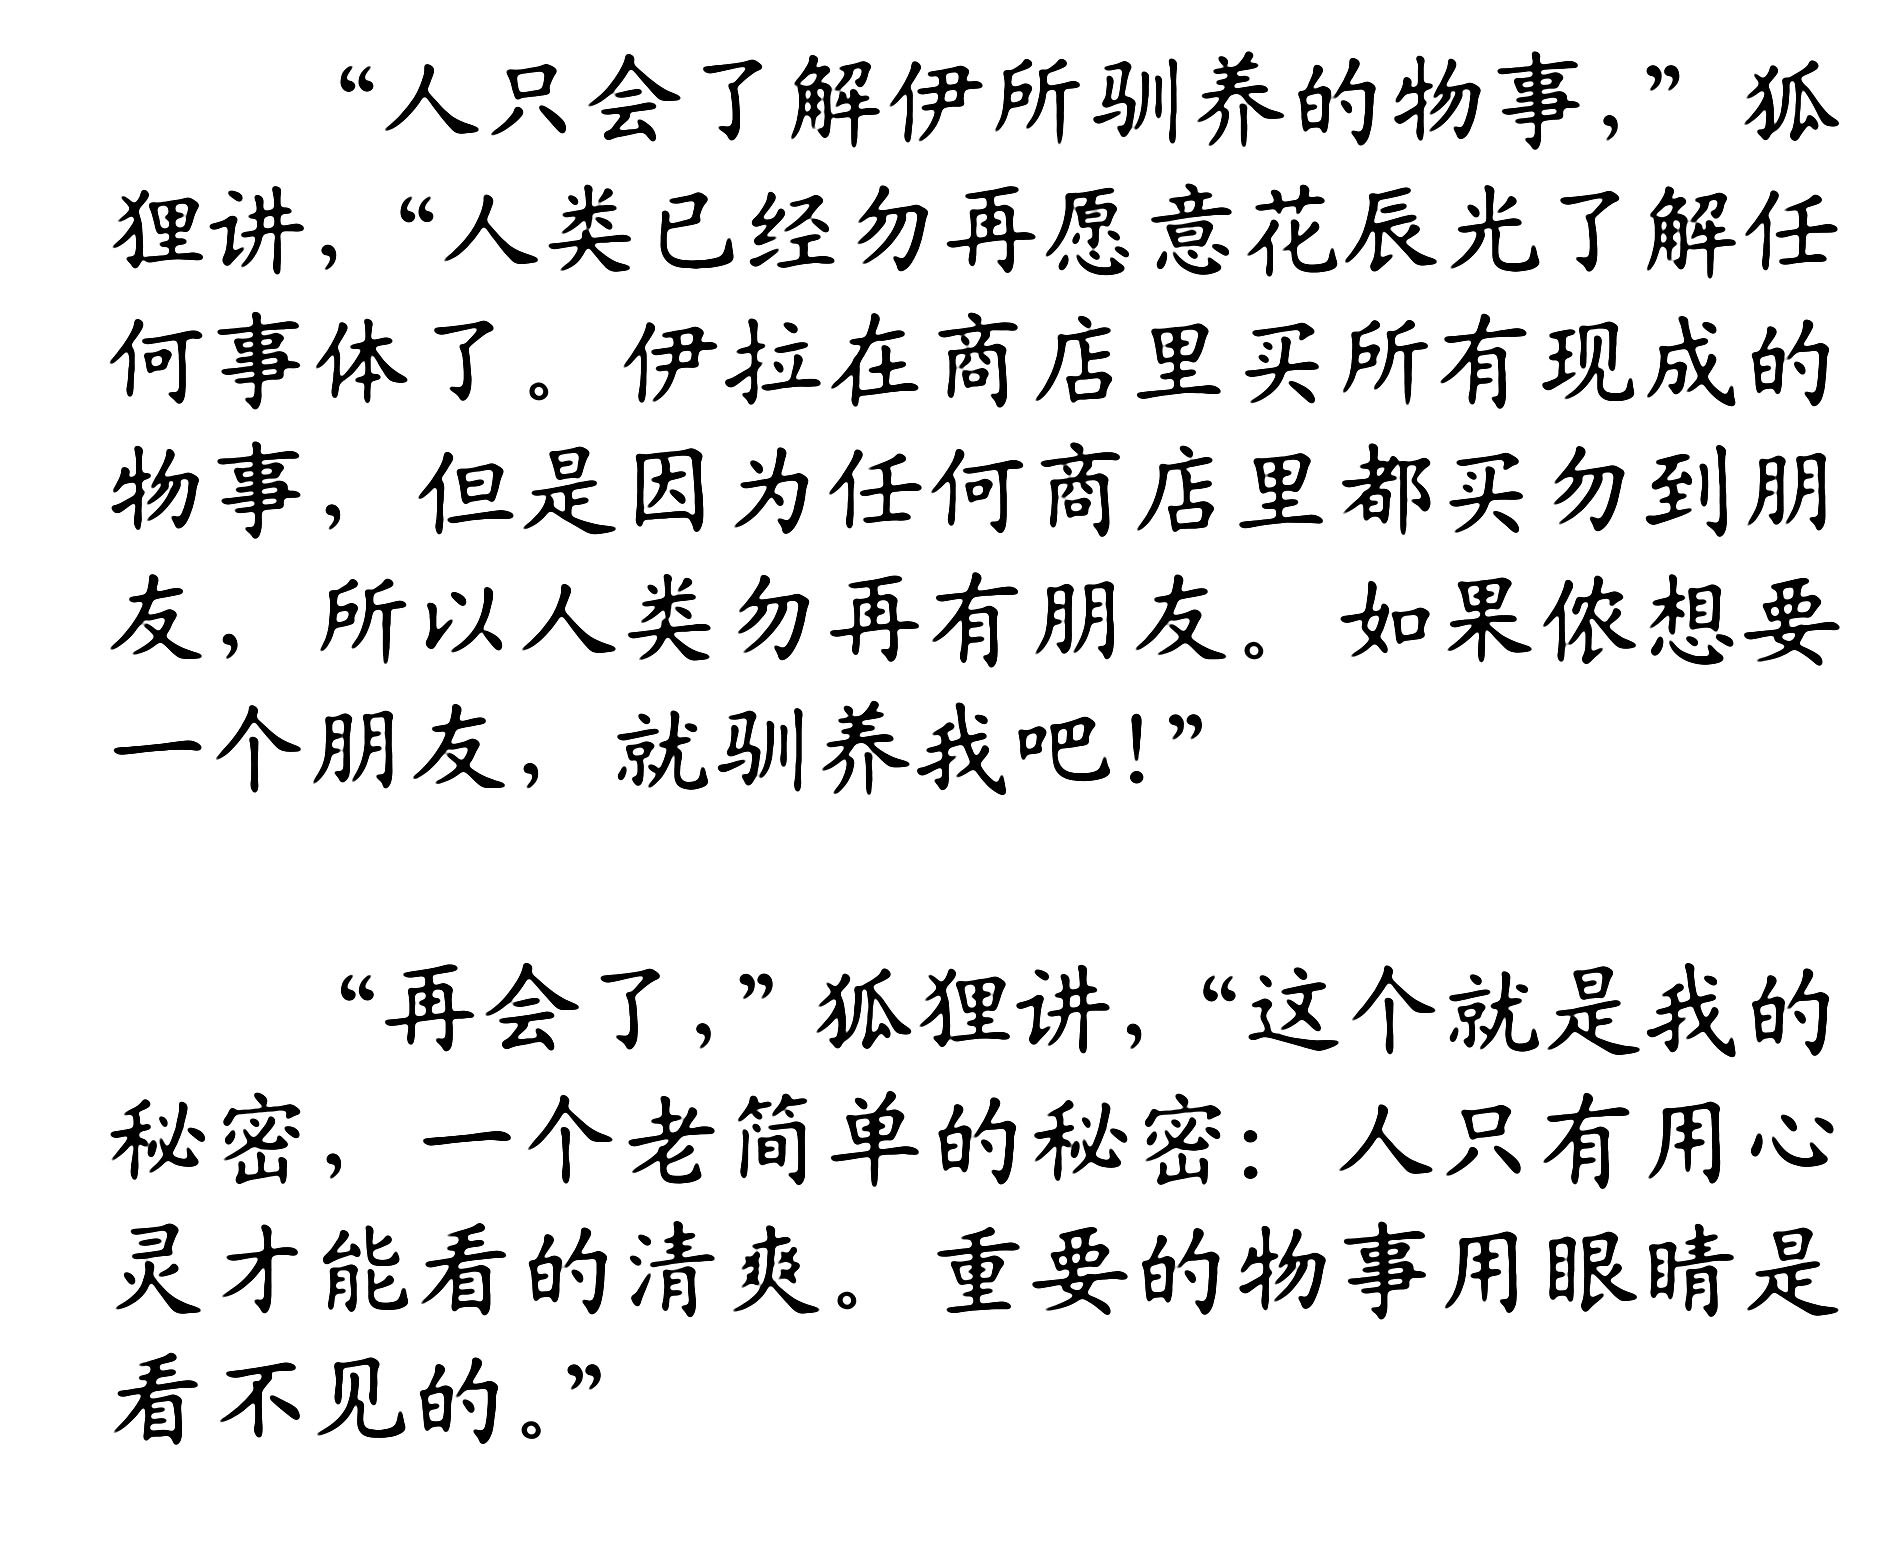 “人只会了解伊所驯养的物事，”狐
狸讲，“人类已经勿再愿意花辰光了解任
何事体了。伊拉在商店里买所有现成的
物事，但是因为任何商店里都买勿到朋
友，所以人类勿再有朋友。如果侬想要
一个朋友，就驯养我吧！”
“再会了，”狐狸讲，“这个就是我的
秘密，一个老简单的秘密：人只有用心
灵才能看的清爽。重要的物事用眼睛是
看不见的。”